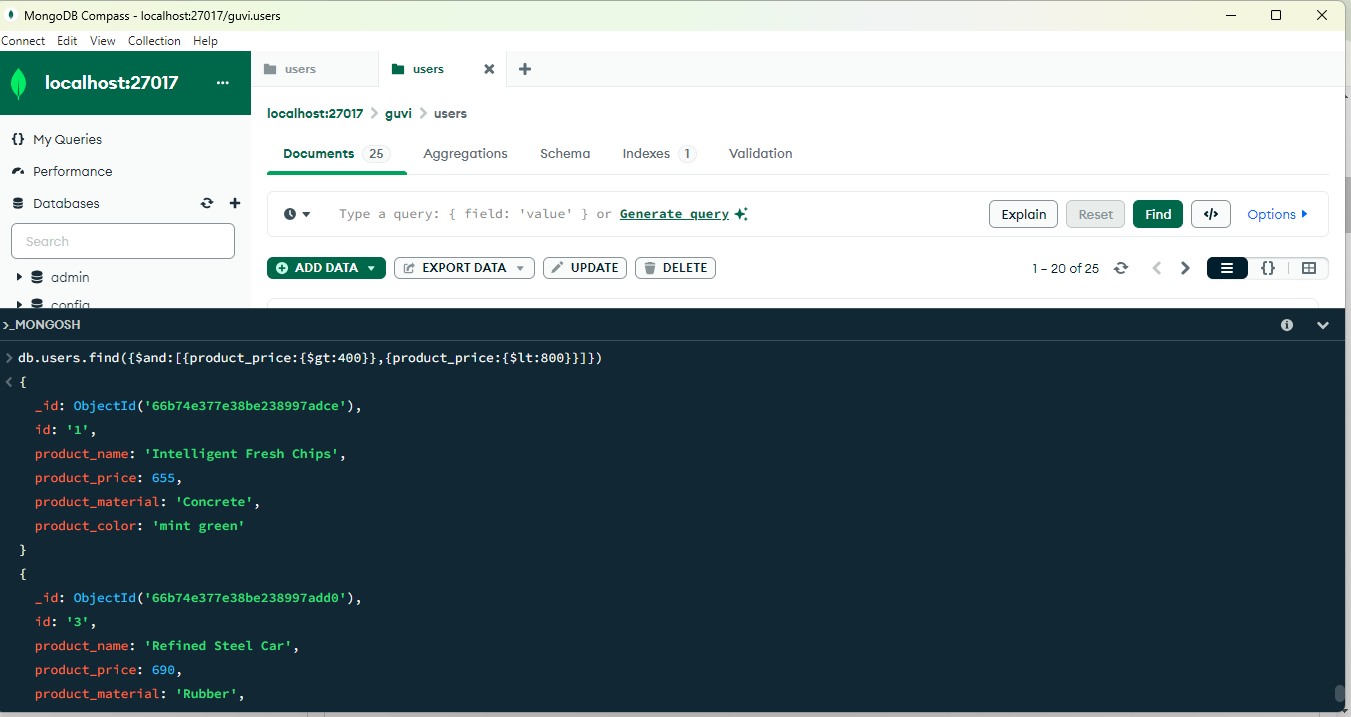 MongoDB Compass - localhost:27017/guvi.users
Connect Edit View Collection Help
localhost:27017 ...
users users
localhost:27017 > guvi > users
{} My Queries
Performance
Databases
Search
admin
config
Documents 25 Aggregations Schema Indexes 1 Validation
Type a query: { field: 'value' } or Generate query
Explain Reset Find </> Options
ADD DATA EXPORT DATA UPDATE DELETE
1 – 20 of 25 {}
>_MONGOSH
> db.users.find({$and:[{product_price:{$gt:400}},{product_price:{$lt:800}}]})
< {
_id: ObjectId('66b74e377e38be238997adce'),
id: '1',
product_name: 'Intelligent Fresh Chips',
product_price: 655,
product_material: 'Concrete',
product_color: 'mint green'
}
{
_id: ObjectId('66b74e377e38be238997add0'),
id: '3',
product_name: 'Refined Steel Car',
product_price: 690,
product_material: 'Rubber',